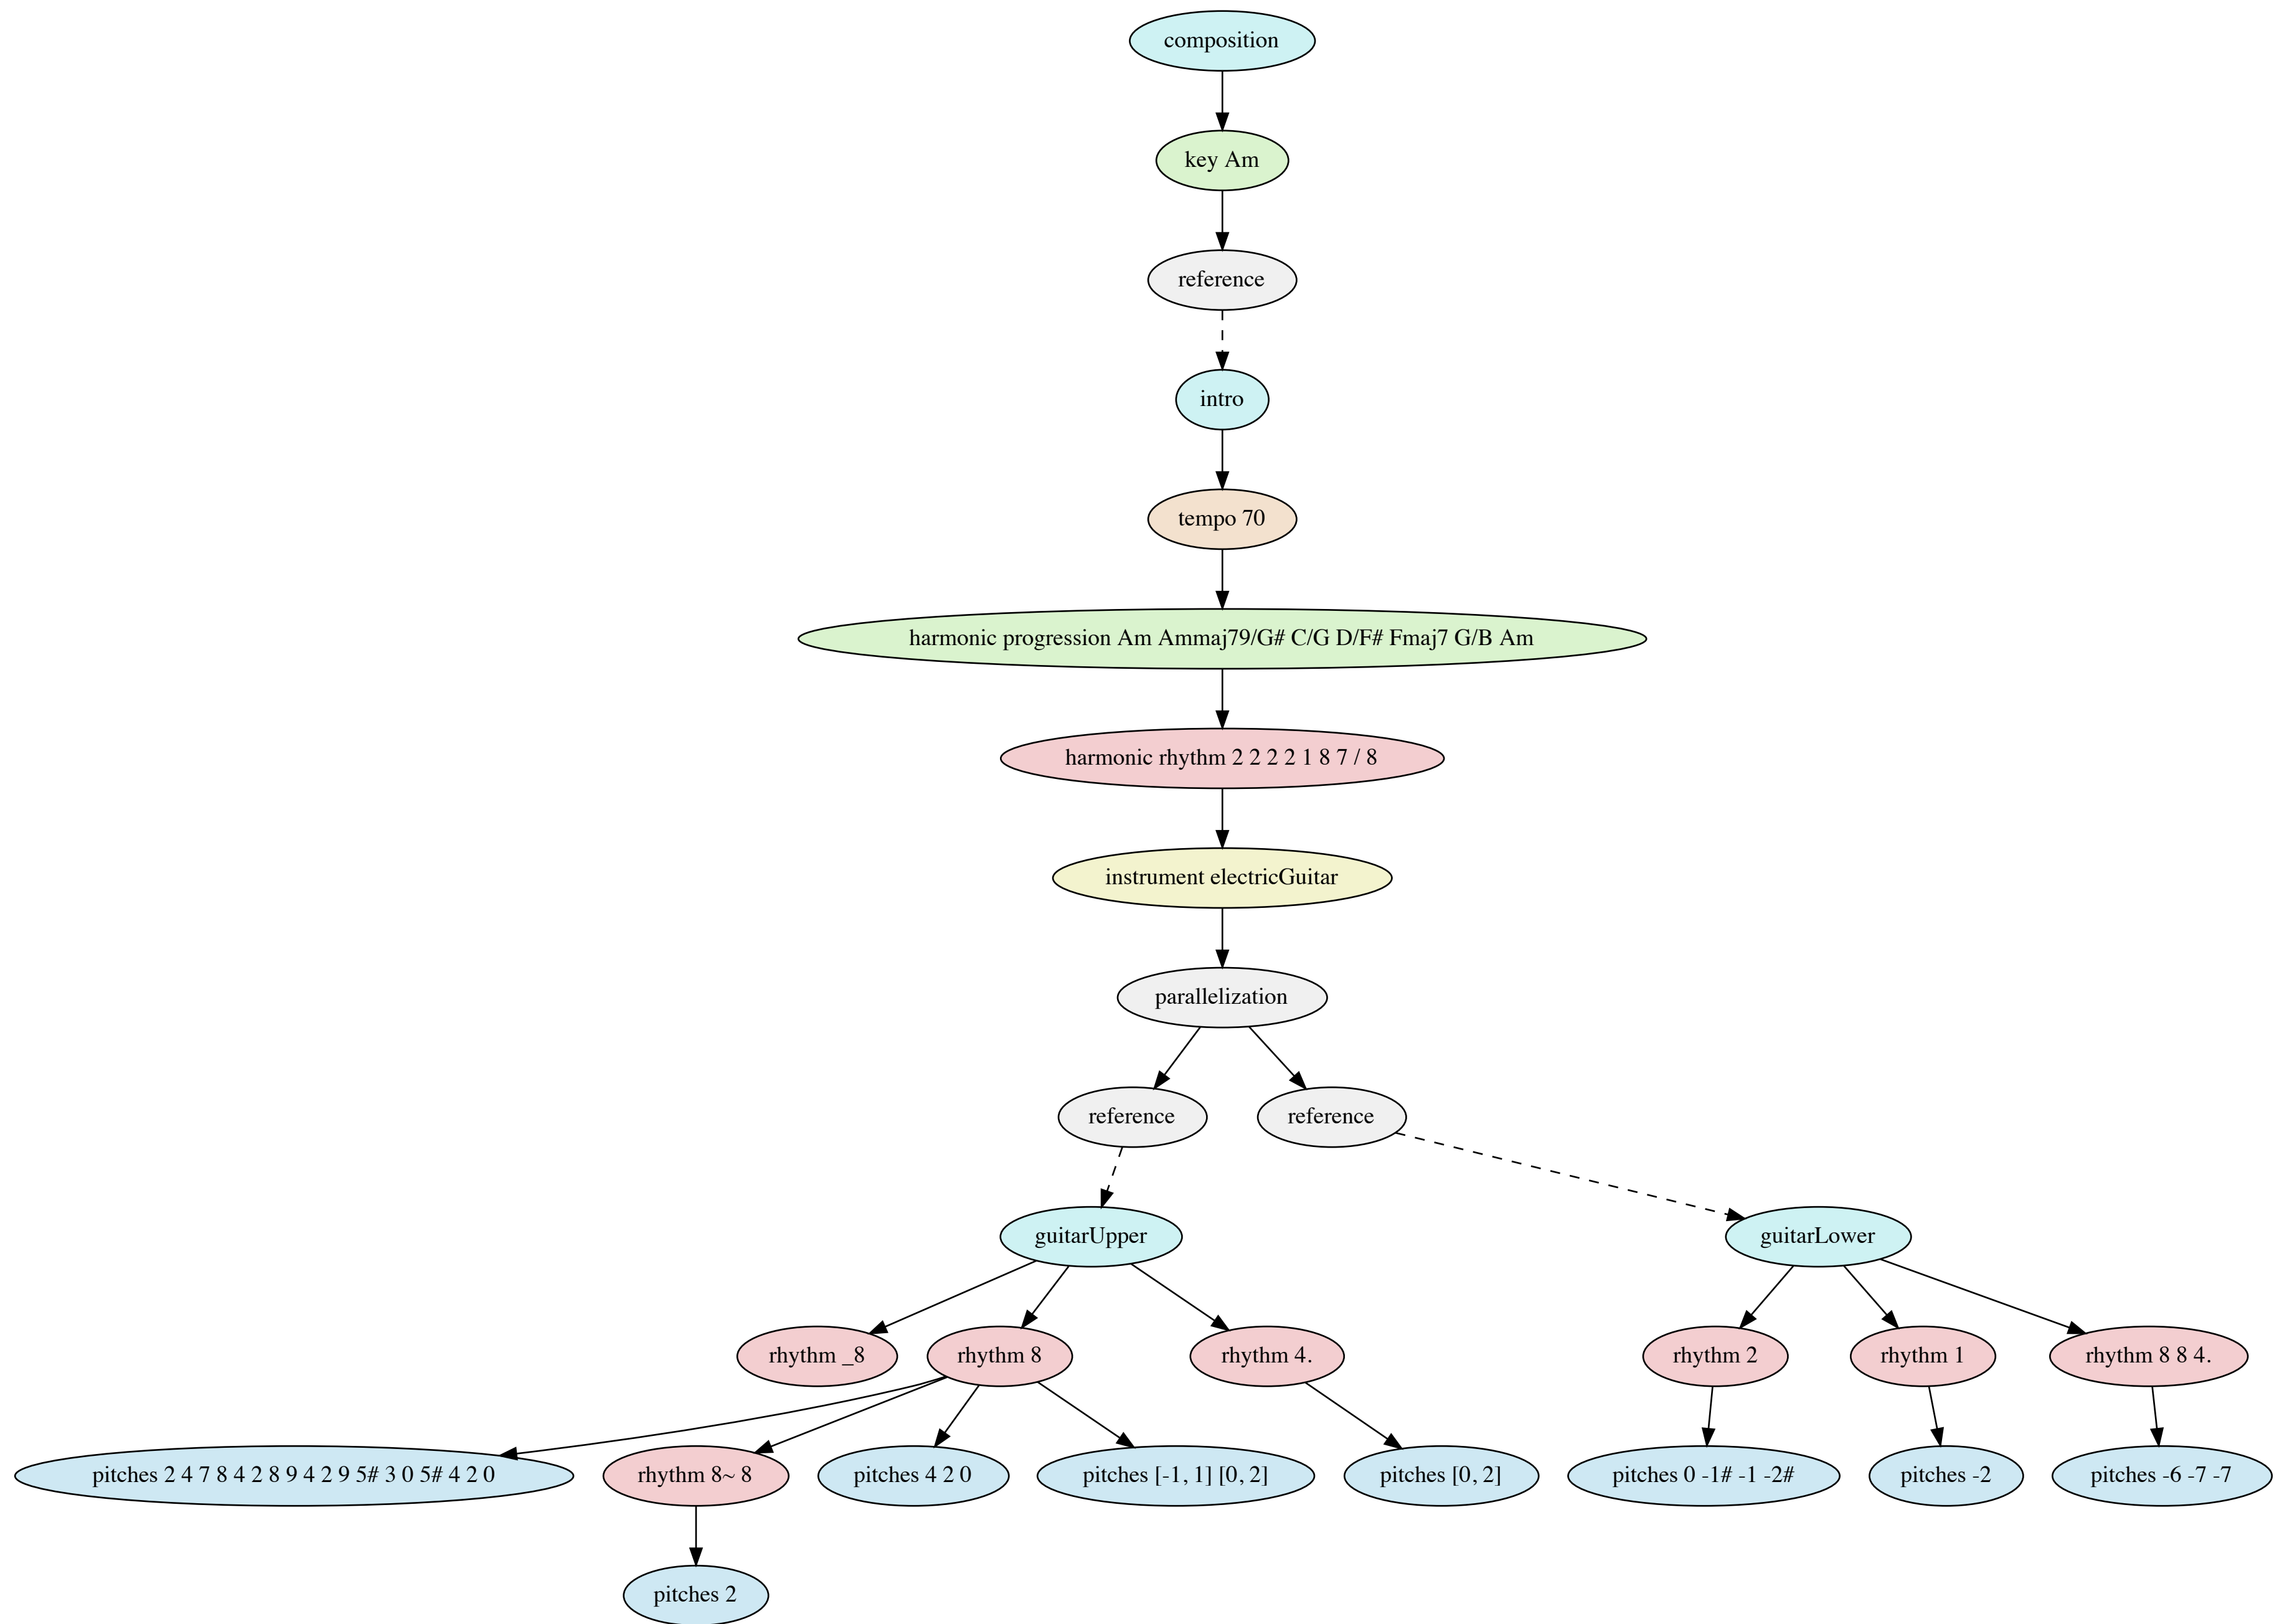 composition
key Am
reference
intro
tempo 70
harmonic progression Am Ammaj79/G# C/G D/F# Fmaj7 G/B Am
harmonic rhythm 2 2 2 2 1 8 7 / 8
instrument electricGuitar
parallelization
reference
reference
guitarUpper
guitarLower
rhythm _8
rhythm 8
rhythm 4.
rhythm 2
rhythm 1
rhythm 8 8 4.
pitches 2 4 7 8 4 2 8 9 4 2 9 5# 3 0 5# 4 2 0
rhythm 8~ 8
pitches 4 2 0
pitches [-1, 1] [0, 2]
pitches [0, 2]
pitches 0 -1# -1 -2#
pitches -2
pitches -6 -7 -7
pitches 2